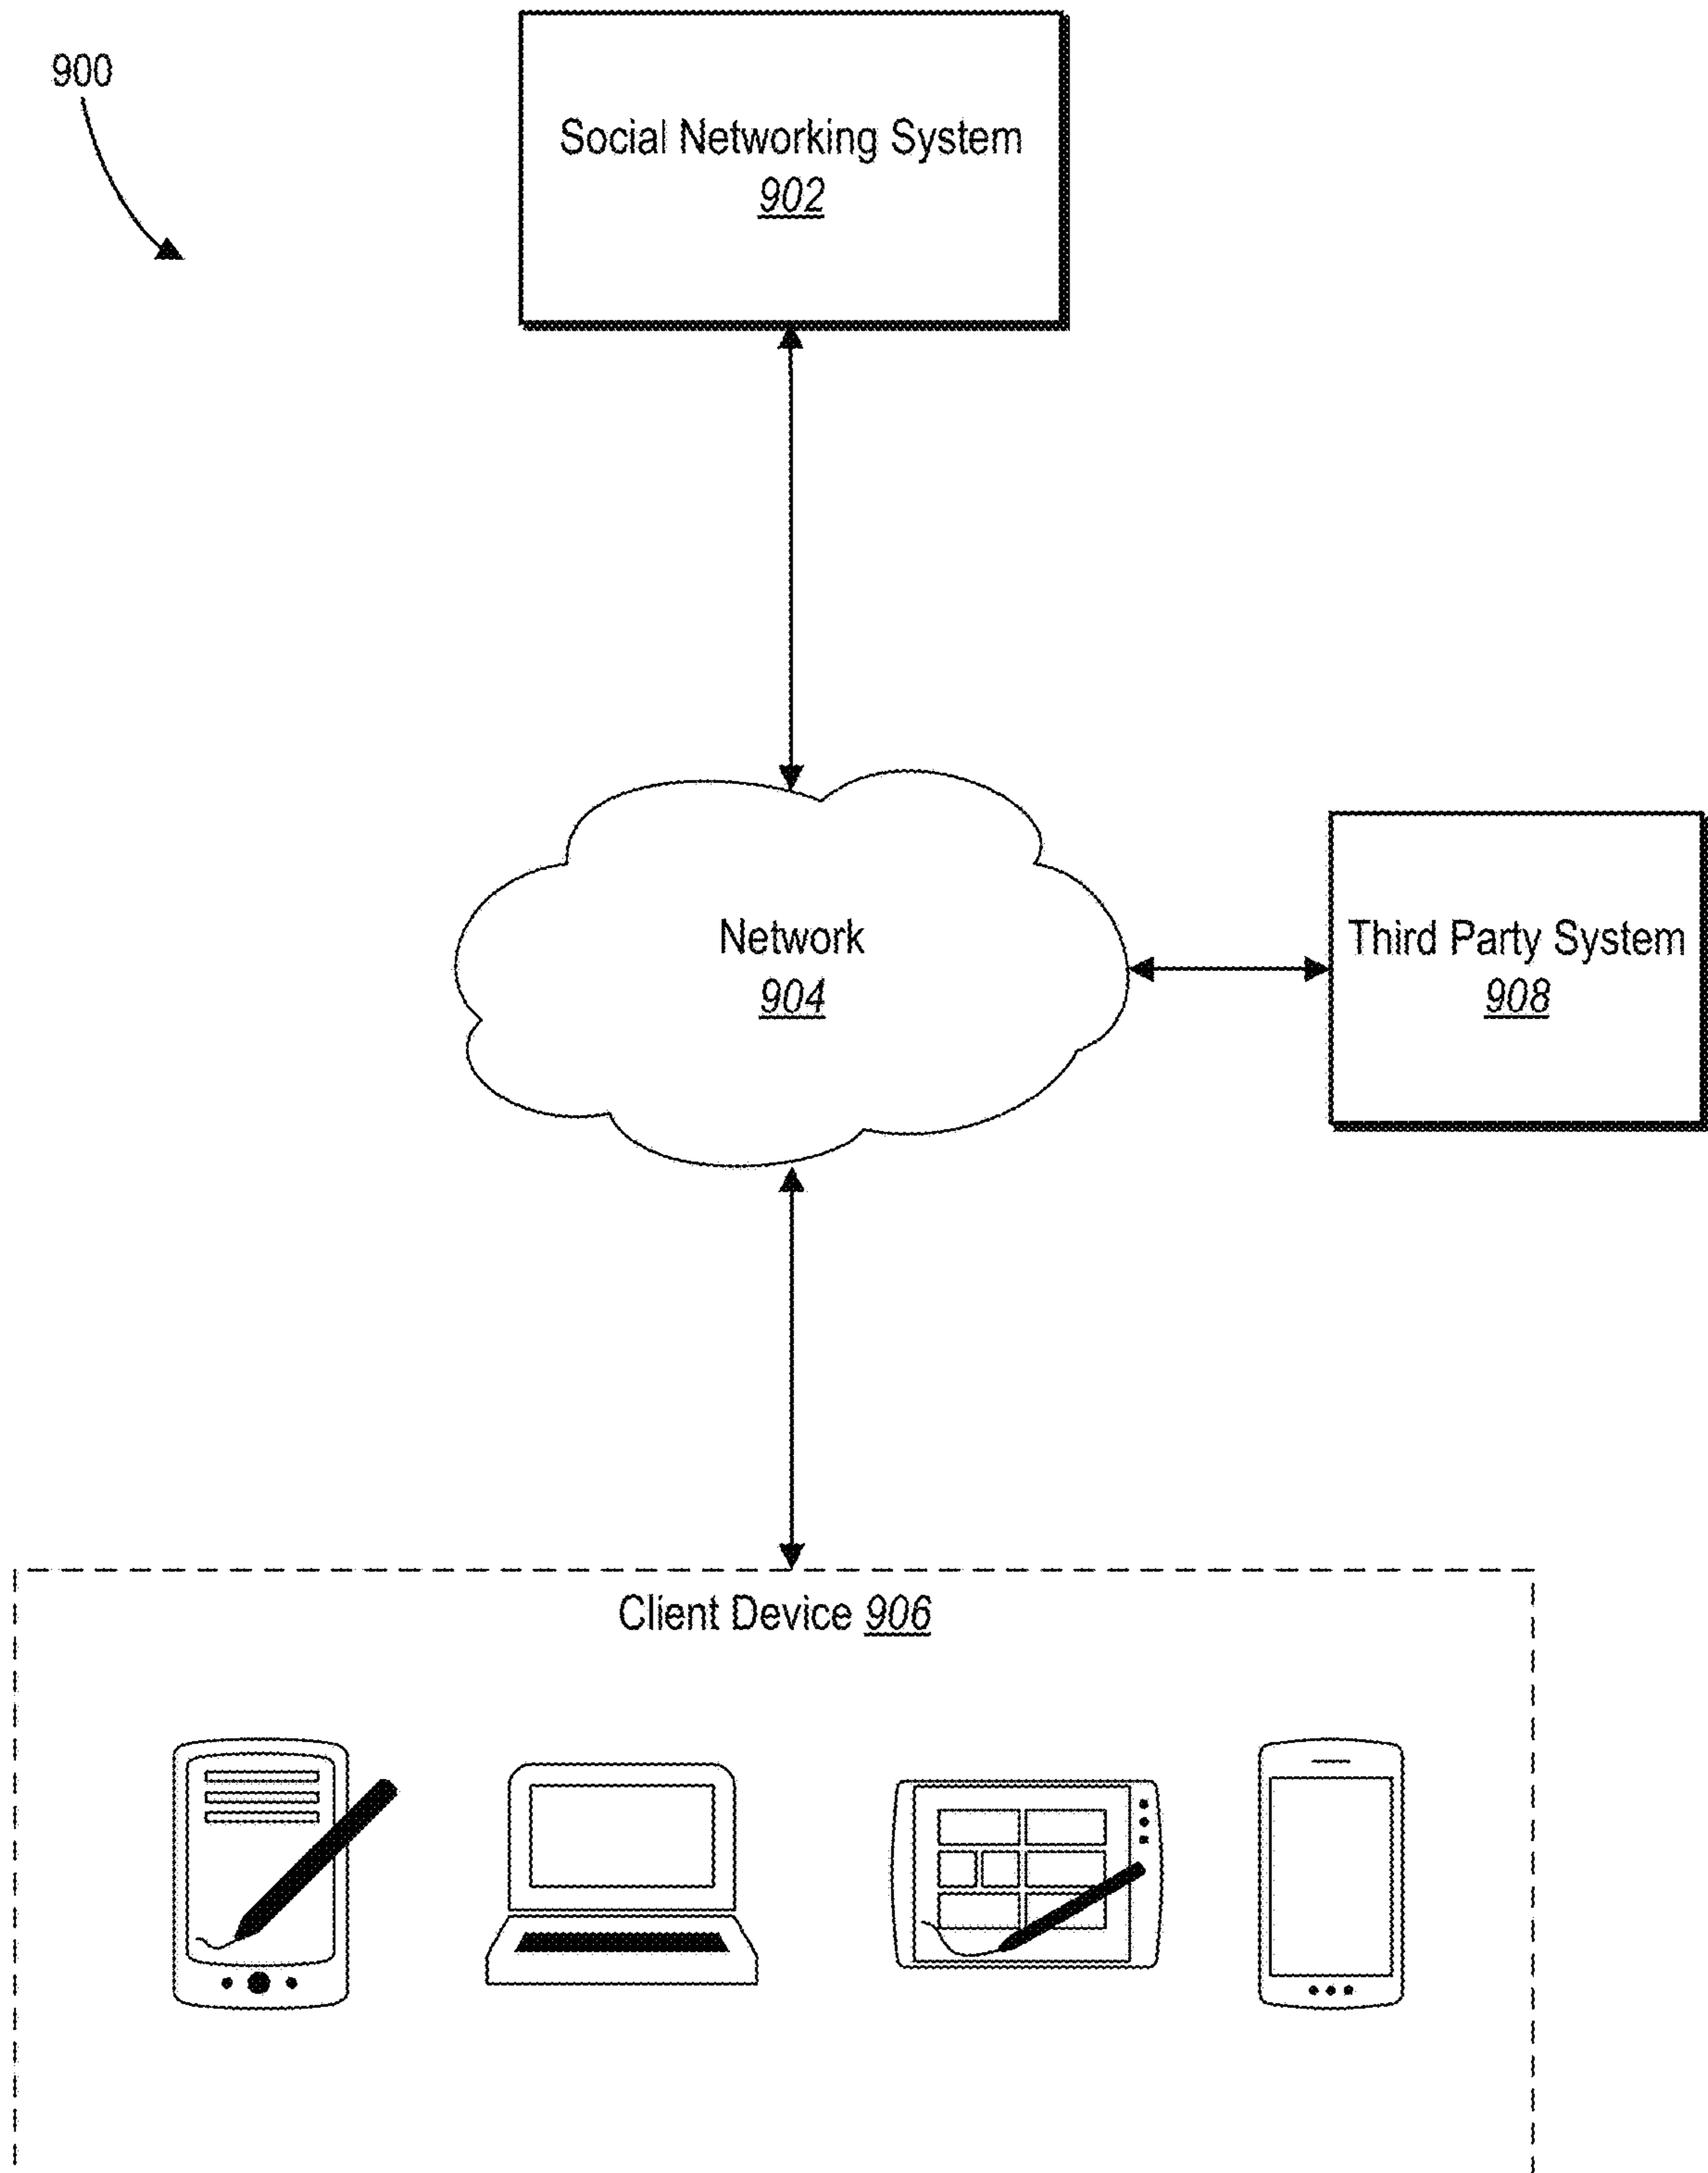 900
Social Networking System
902
Network
904
Third Party System
908
Client Device 906